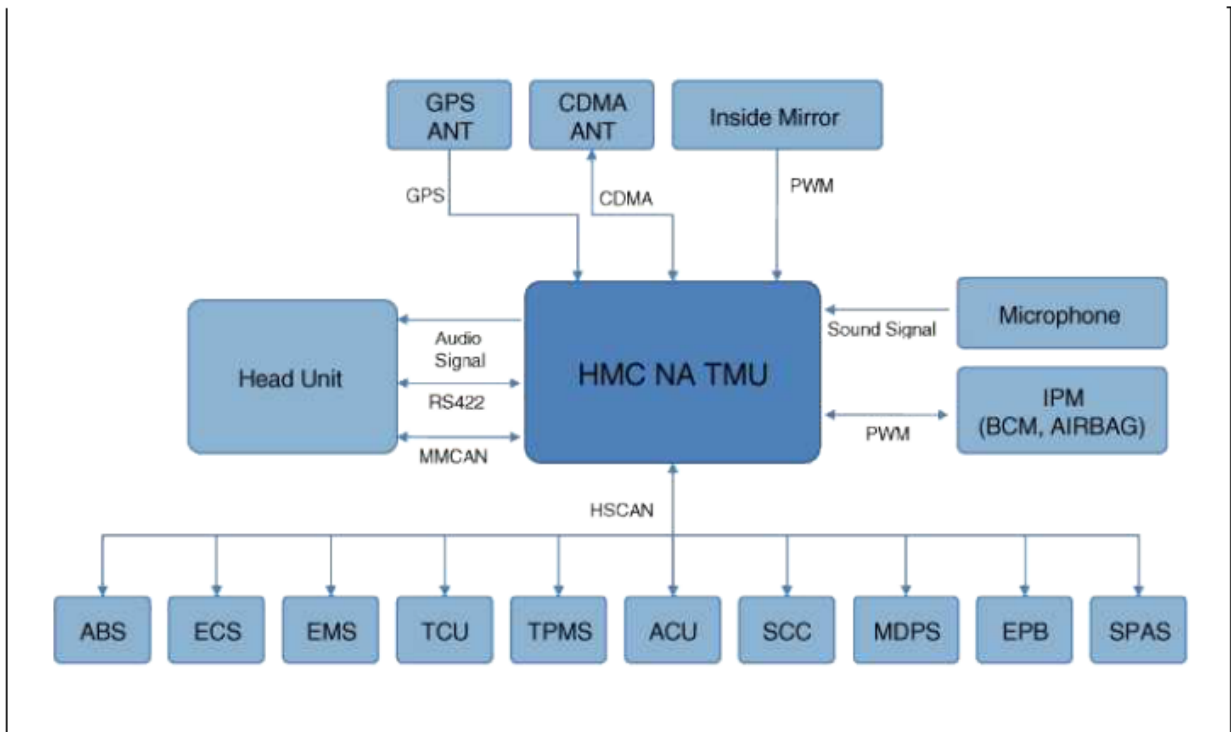 GPS
ANT
CDMA
ANT
Inside Mirror
GPS
CDMA
PWM
Head Unit
Audio
Signal
RS422
MMCAN
HMC NA TMU
Sound Signal
Microphone
PWM
IPM
(BCM, AIRBAG)
HSCAN
ABS
ECS
EMS
TCU
TPMS
ACU
SCC
MDPS
EPB
SPAS